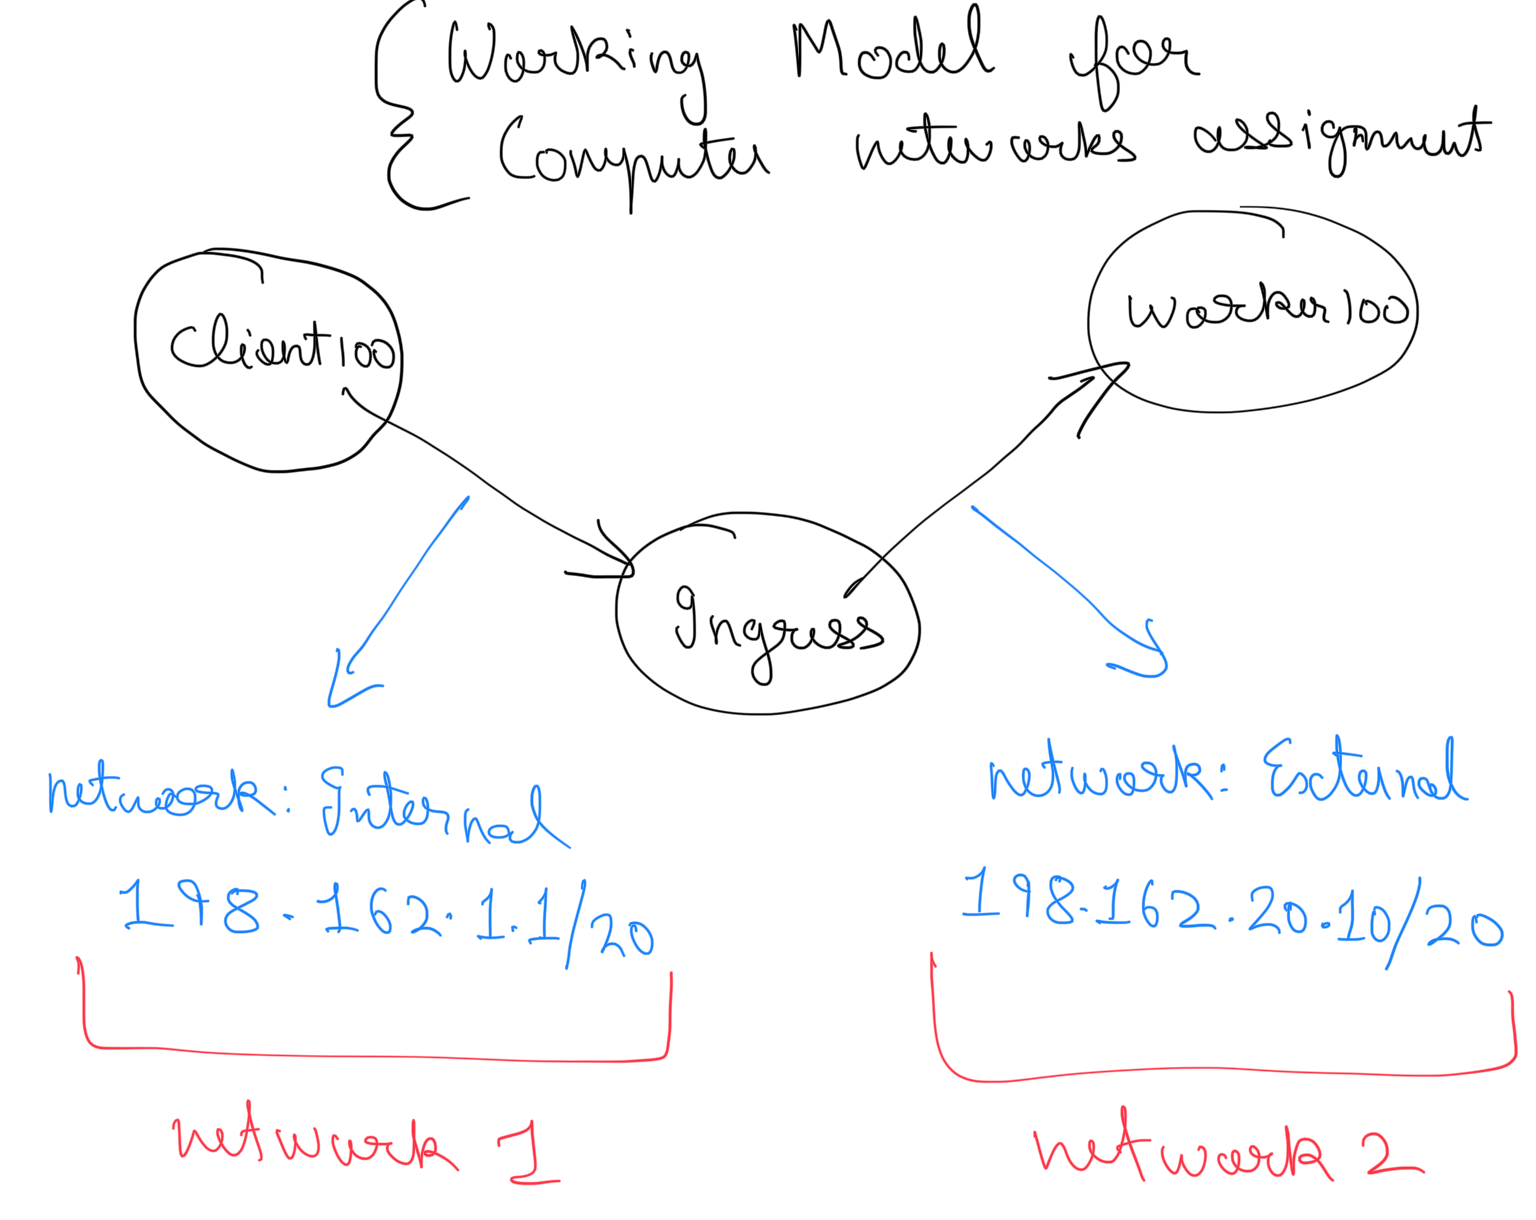 Working Model for
Computer networks assignment
Client100
Worker100
Ingress
network: Internal
198.162.1.1/20
network: External
198.162.20.10/20
network 1
network 2